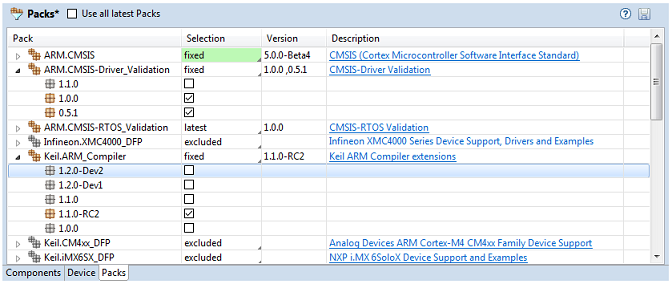 Packs* Use all latest Packs
Pack Selection Version Description
ARM.CMSIS fixed 5.0.0-Beta4 CMSIS (Cortex Microcontroller Software Interface Standard)
ARM.CMSIS-Driver_Validation fixed 1.0.0 ,0.5.1 CMSIS-Driver Validation
1.1.0
1.0.0
0.5.1
ARM.CMSIS-RTOS_Validation latest 1.0.0 CMSIS-RTOS Validation
Infineon.XMC4000_DFP excluded Infineon XMC4000 Series Device Support, Drivers and Examples
Keil.ARM_Compiler fixed 1.1.0-RC2 Keil ARM Compiler extensions
1.2.0-Dev2
1.2.0-Dev1
1.1.0
1.1.0-RC2
1.0.0
Keil.CM4xx_DFP excluded Analog Devices ARM Cortex-M4 CM4xx Family Device Support
Keil.iMX6SX_DFP excluded NXP i.MX 6SoloX Device Support and Examples
Components Device Packs